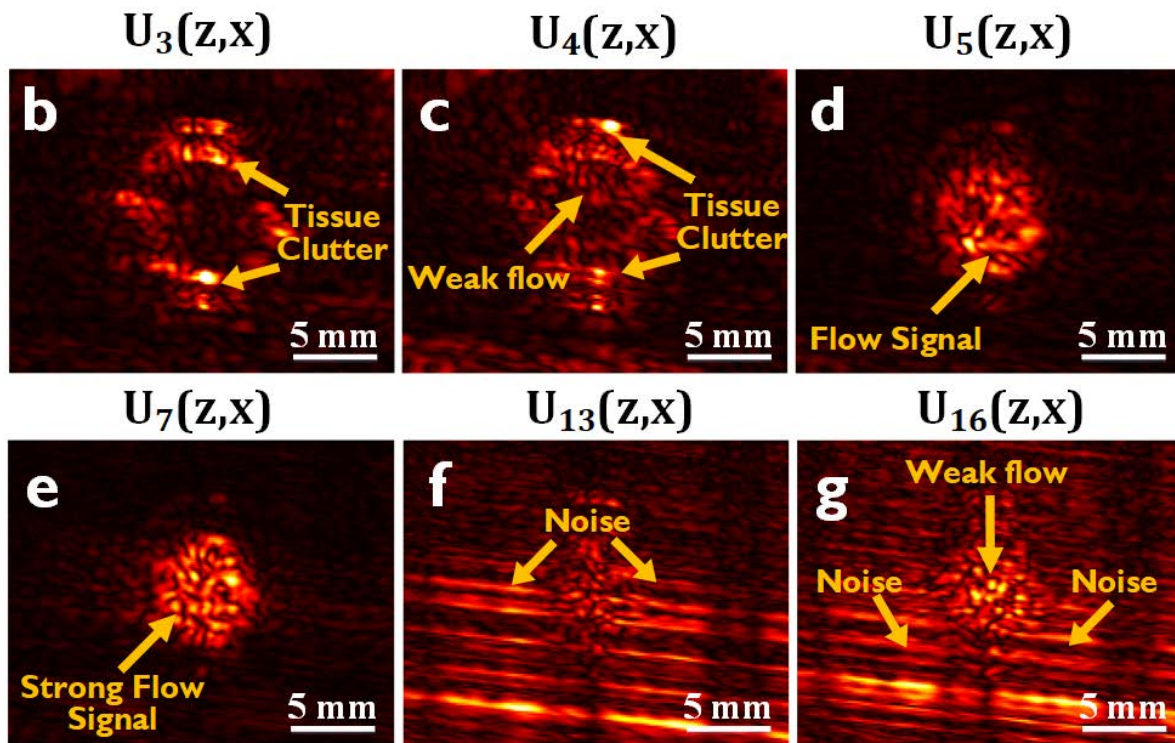 U₃(z,x)
U₄(z,x)
U₅(z,x)
b
c
d
Tissue
Clutter
Weak flow
Tissue
Clutter
Flow Signal
5 mm
5 mm
5 mm
U₇(z,x)
U₁₃(z,x)
U₁₆(z,x)
e
f
g
Strong Flow
Signal
Noise
Weak flow
Noise
Noise
5 mm
5 mm
5 mm